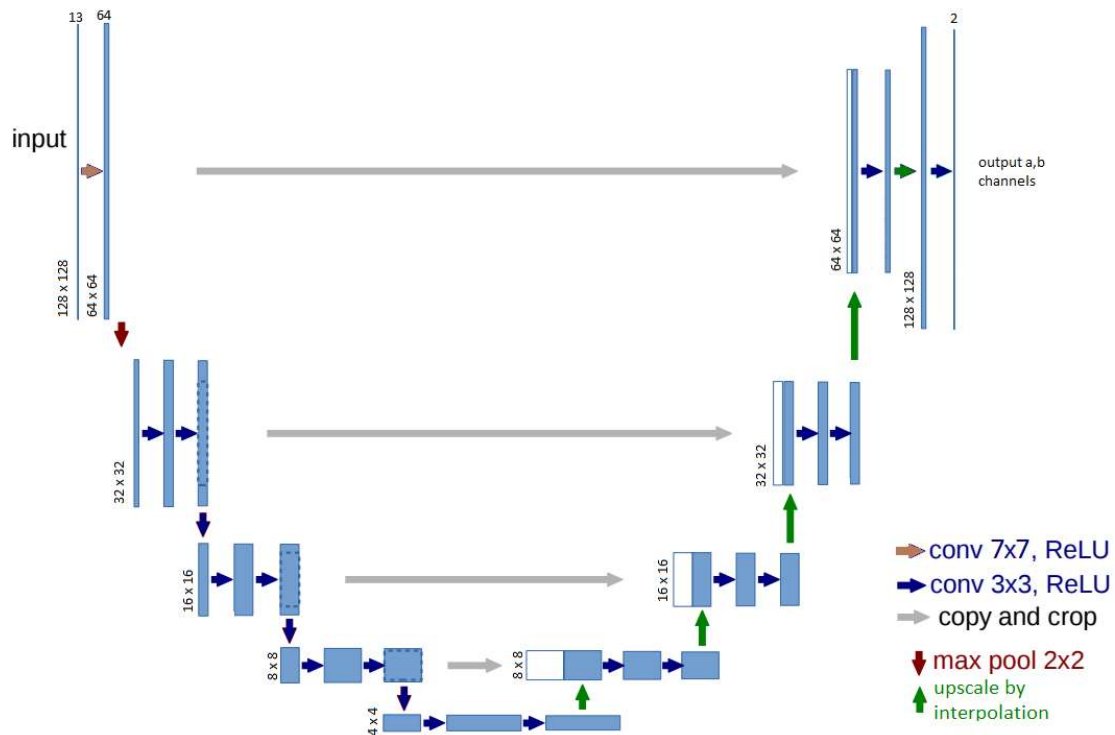 13
64
input
128 x 128
64 x 64
32 x 32
16 x 16
8 x 8
4 x 4
8 x 8
16 x 16
32 x 32
64 x 64
128 x 128
2
output a,b
channels
conv 7x7, ReLU
conv 3x3, ReLU
copy and crop
max pool 2x2
upscale by
interpolation